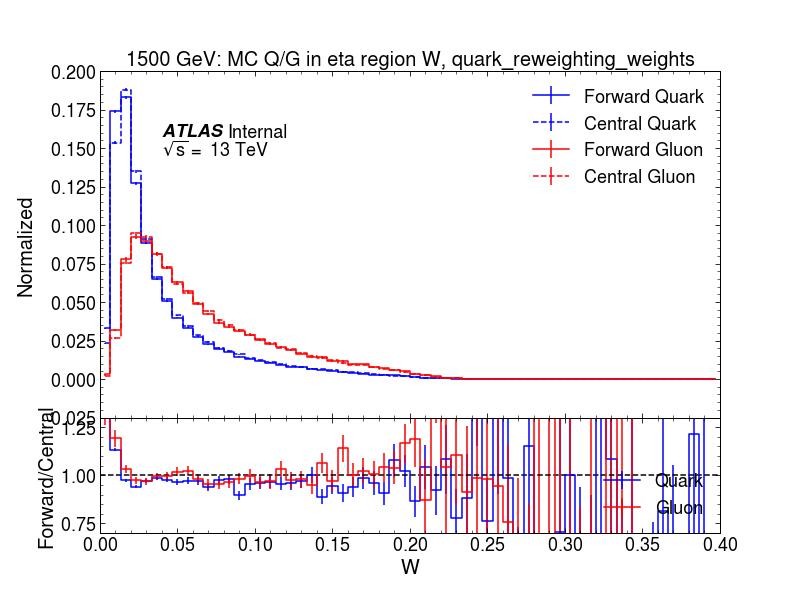 1500 GeV: MC Q/G in eta region W, quark_reweighting_weights
0.200
0.175
0.150
0.125
0.100
0.075
0.050
0.025
0.000
0.025
Normalized
ATLAS Internal
√s = 13 TeV
Forward Quark
Central Quark
Forward Gluon
Central Gluon
1.25
1.00
0.75
Forward/Central
Quark
Gluon
0.00 0.05 0.10 0.15 0.20 0.25 0.30 0.35 0.40
W